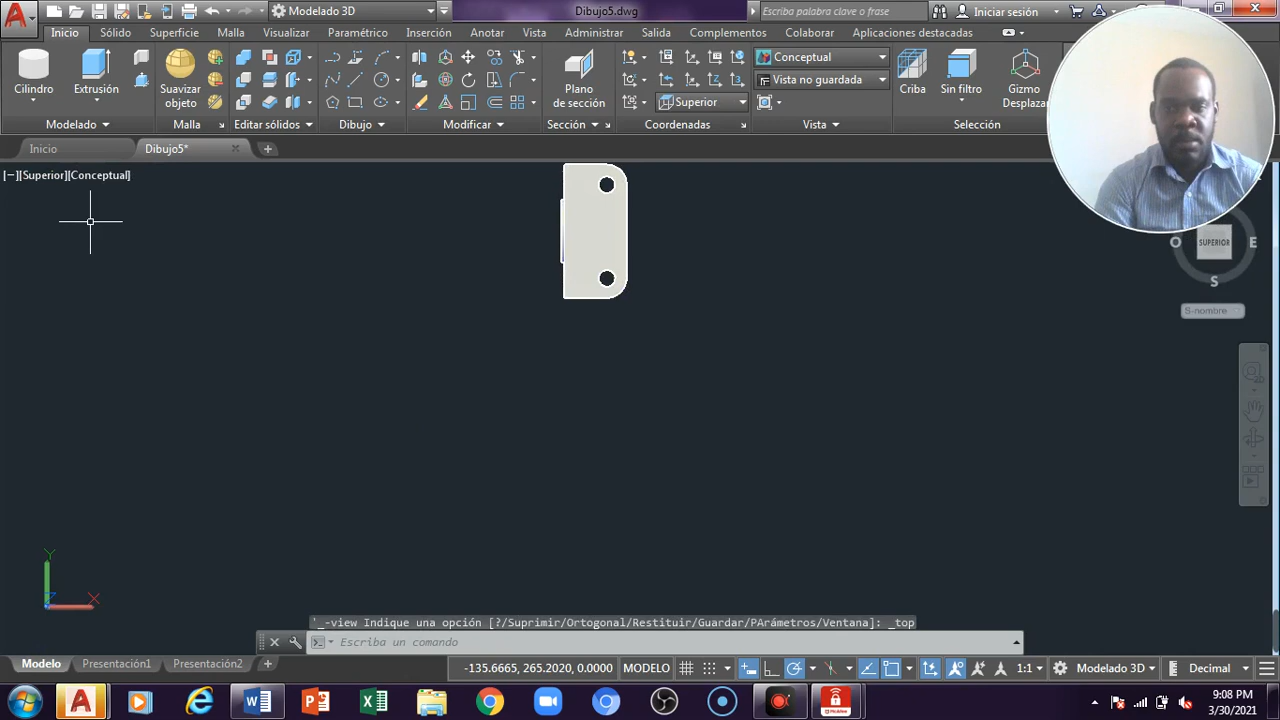 Modelado 3D
Dibujo5.dwg
Escriba palabra clave o frase
Iniciar sesión
Inicio
Sólido
Superficie
Malla
Visualizar
Paramétrico
Inserción
Anotar
Vista
Administrar
Salida
Complementos
Colaborar
Aplicaciones destacadas
Cilindro
Extrusión
Suavizar objeto
Plano de sección
Conceptual
Vista no guardada
Superior
Criba
Sin filtro
Gizmo
Desplazar
Modelado
Malla
Editar sólidos
Dibujo
Modificar
Sección
Coordenadas
Vista
Selección
Inicio
Dibujo5*
[−][Superior][Conceptual]
O
SUPERIOR
E
S
S-nombre
Y
Z
X
'_-view Indique una opción [?/Suprimir/Ortogonal/Restituir/Guardar/PArámetros/Ventana]: _top
Escriba un comando
Modelo
Presentación1
Presentación2
-135.6665, 265.2020, 0.0000
MODELO
1:1
Modelado 3D
Decimal
9:08 PM
3/30/2021